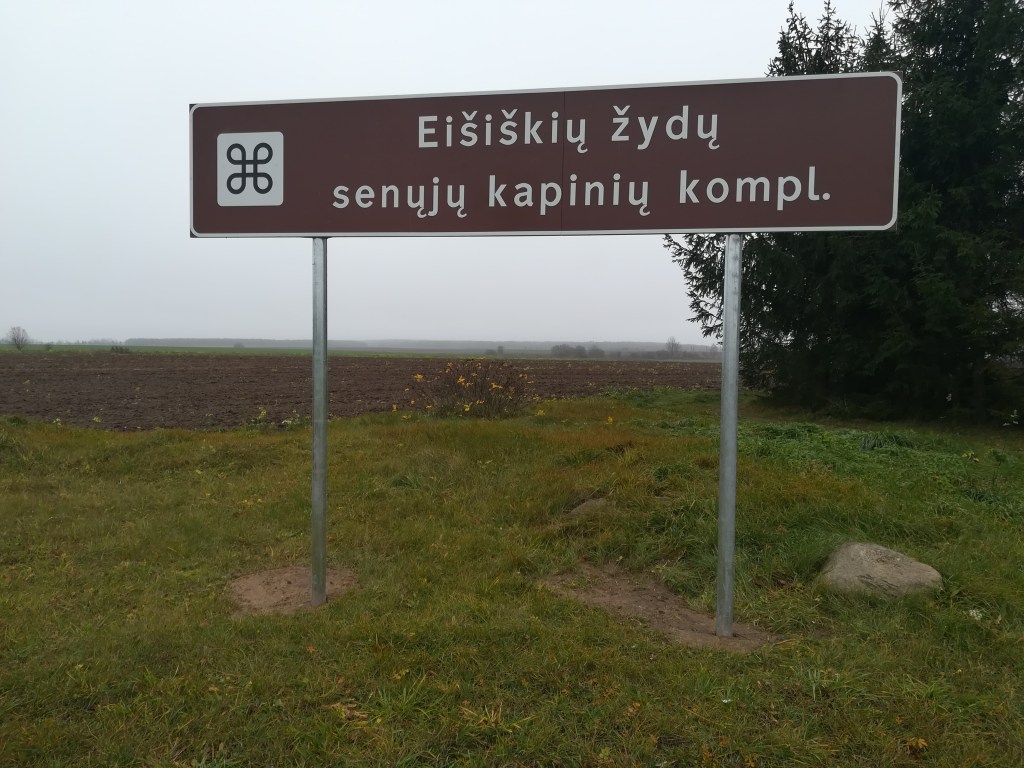 Eišiškių žydų
senųjų kapinių kompl.